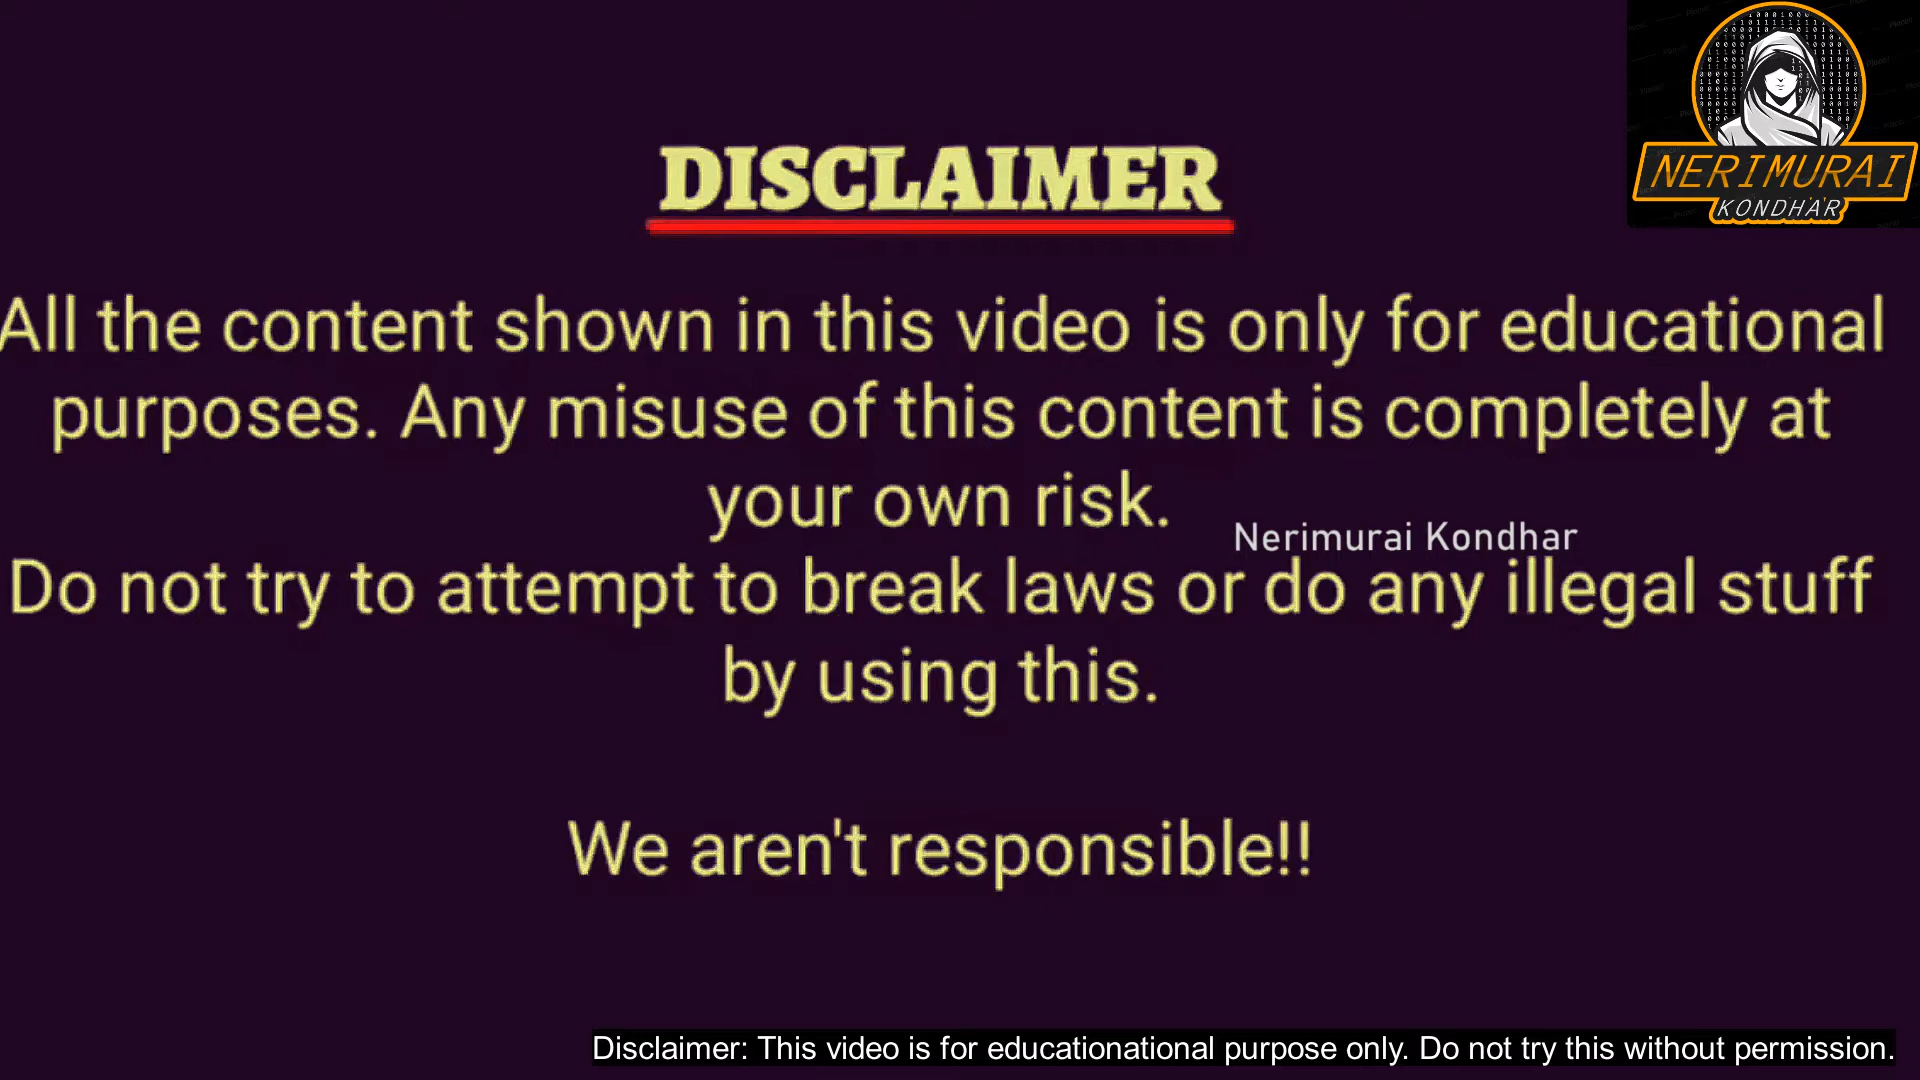 NERIMURAI
KONDHAR
DISCLAIMER
All the content shown in this video is only for educational
purposes. Any misuse of this content is completely at
your own risk.
Nerimurai Kondhar
Do not try to attempt to break laws or do any illegal stuff
by using this.
We aren't responsible!!
Disclaimer: This video is for educationational purpose only. Do not try this without permission.